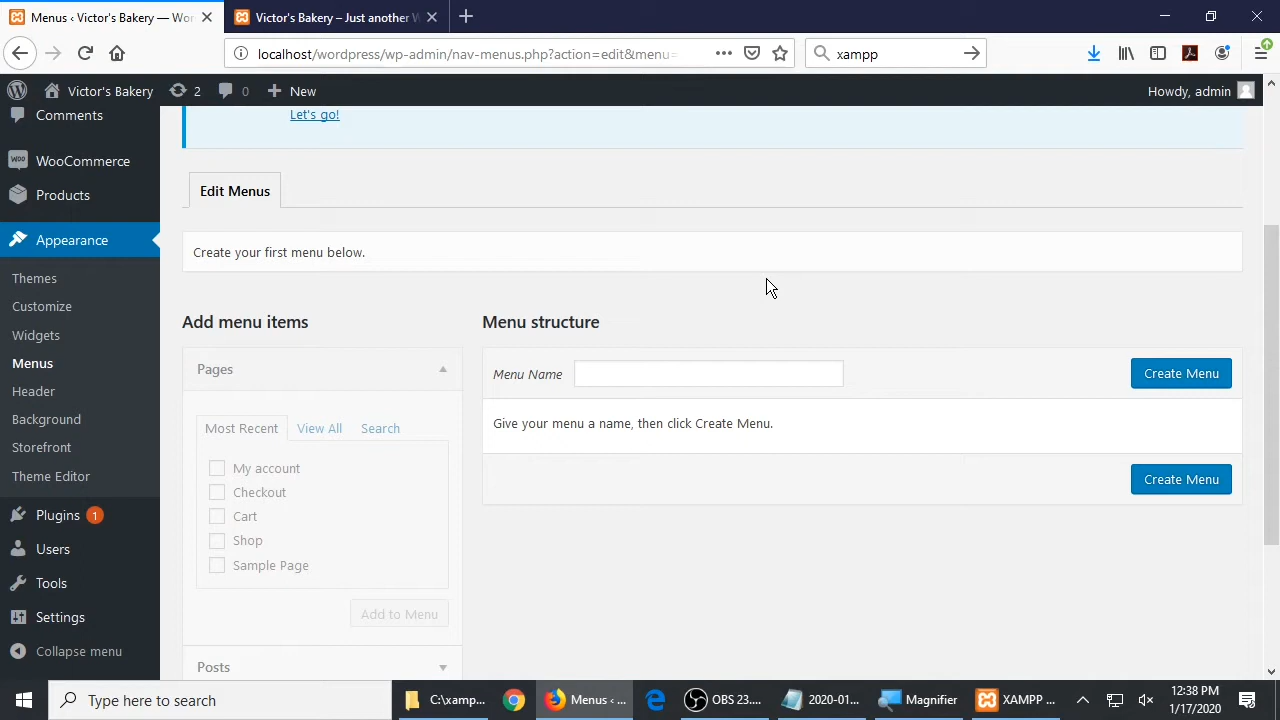 Menus ‹ Victor's Bakery — Wor
Victor's Bakery – Just another W
localhost/wordpress/wp-admin/nav-menus.php?action=edit&menu=
xampp
Victor's Bakery
2
0
New
Howdy, admin
Comments
WooCommerce
Products
Appearance
Themes
Customize
Widgets
Menus
Header
Background
Storefront
Theme Editor
Plugins 1
Users
Tools
Settings
Collapse menu
Let's go!
Edit Menus
Create your first menu below.
Add menu items
Pages
Most Recent
View All
Search
My account
Checkout
Cart
Shop
Sample Page
Add to Menu
Posts
Menu structure
Menu Name
Create Menu
Give your menu a name, then click Create Menu.
Create Menu
Type here to search
C:\xamp...
Menus ‹ ...
OBS 23....
2020-01...
Magnifier
XAMPP ...
12:38 PM
1/17/2020